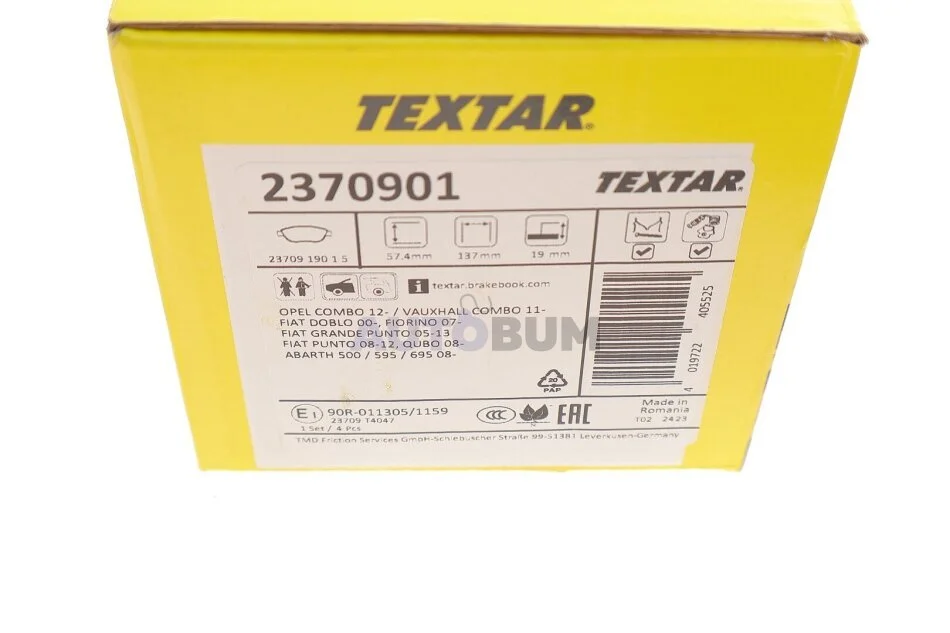 TEXTAR®
2370901
TEXTAR®
23709 190 1 5
57.4mm
137mm
19 mm
i textar.brakebook.com
OPEL COMBO 12- / VAUXHALL COMBO 11-
FIAT DOBLO 00-, FIORINO 07-
FIAT GRANDE PUNTO 05-13
FIAT PUNTO 08-12, QUBO 08-
ABARTH 500 / 595 / 695 08-
AUTOBUM
4 019722 405525
20
PAP
E1 90R-011305/1159
23709 T4047
1 Set / 4 Pcs
CCC
EAC
Made in
Romania
T02 2423
TMD Friction Services GmbH-Schlebuscher Straße 99-51381 Leverkusen-Germany